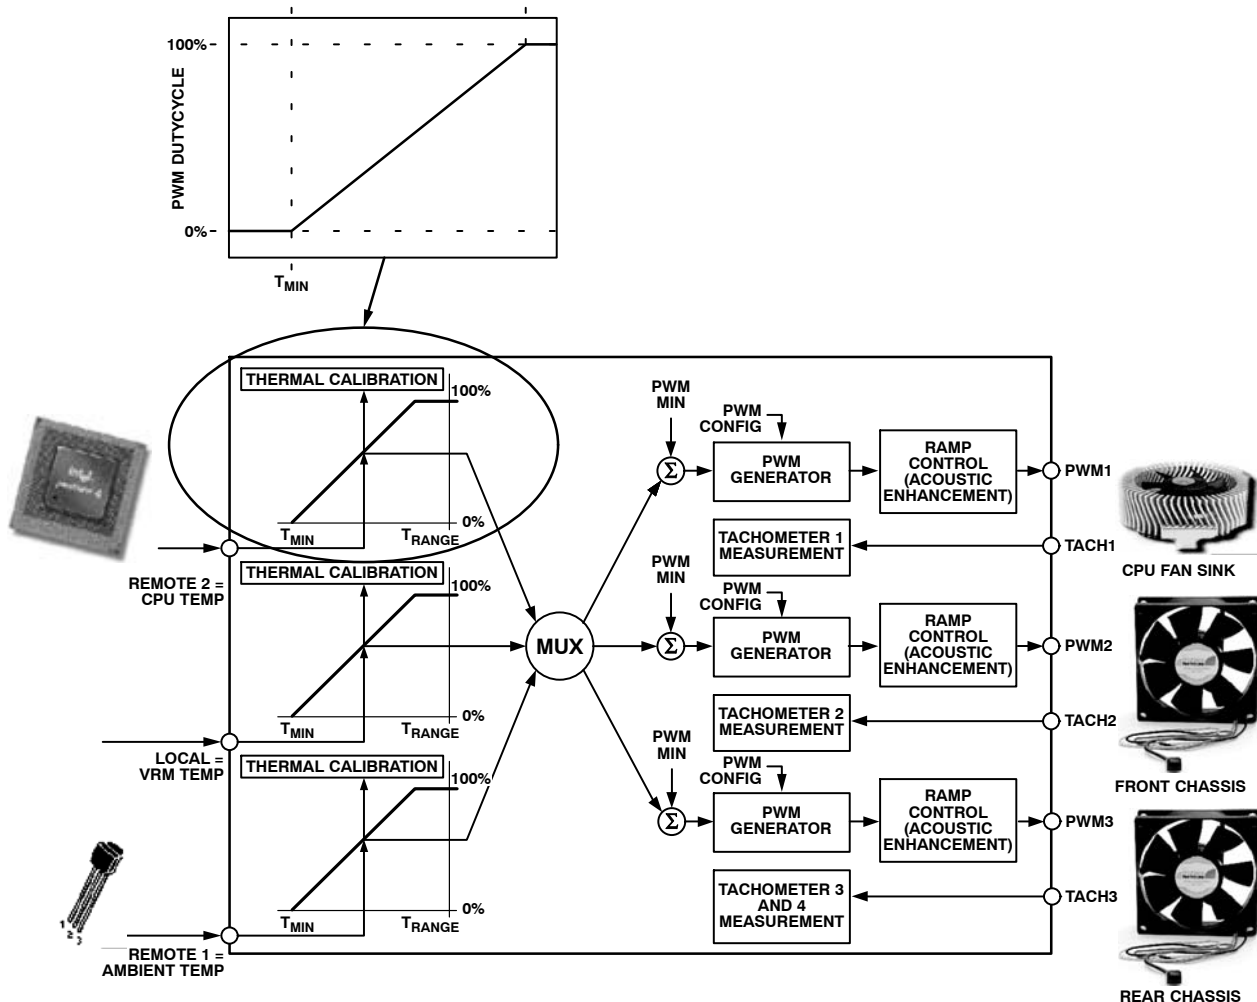 100%
PWM DUTYCYCLE
0%
TMIN
THERMAL CALIBRATION
100%
0%
TMIN
TRANGE
REMOTE 2 =
CPU TEMP
THERMAL CALIBRATION
100%
0%
TMIN
TRANGE
LOCAL =
VRM TEMP
THERMAL CALIBRATION
100%
0%
TMIN
TRANGE
REMOTE 1 =
AMBIENT TEMP
1
2
3
intel
MUX
PWM
MIN
Σ
PWM
CONFIG
PWM
GENERATOR
RAMP
CONTROL
(ACOUSTIC
ENHANCEMENT)
PWM1
TACHOMETER 1
MEASUREMENT
TACH1
CPU FAN SINK
PWM
MIN
Σ
PWM
CONFIG
PWM
GENERATOR
RAMP
CONTROL
(ACOUSTIC
ENHANCEMENT)
PWM2
TACHOMETER 2
MEASUREMENT
TACH2
FRONT CHASSIS
PWM
MIN
Σ
PWM
CONFIG
PWM
GENERATOR
RAMP
CONTROL
(ACOUSTIC
ENHANCEMENT)
PWM3
TACHOMETER 3
AND 4
MEASUREMENT
TACH3
REAR CHASSIS